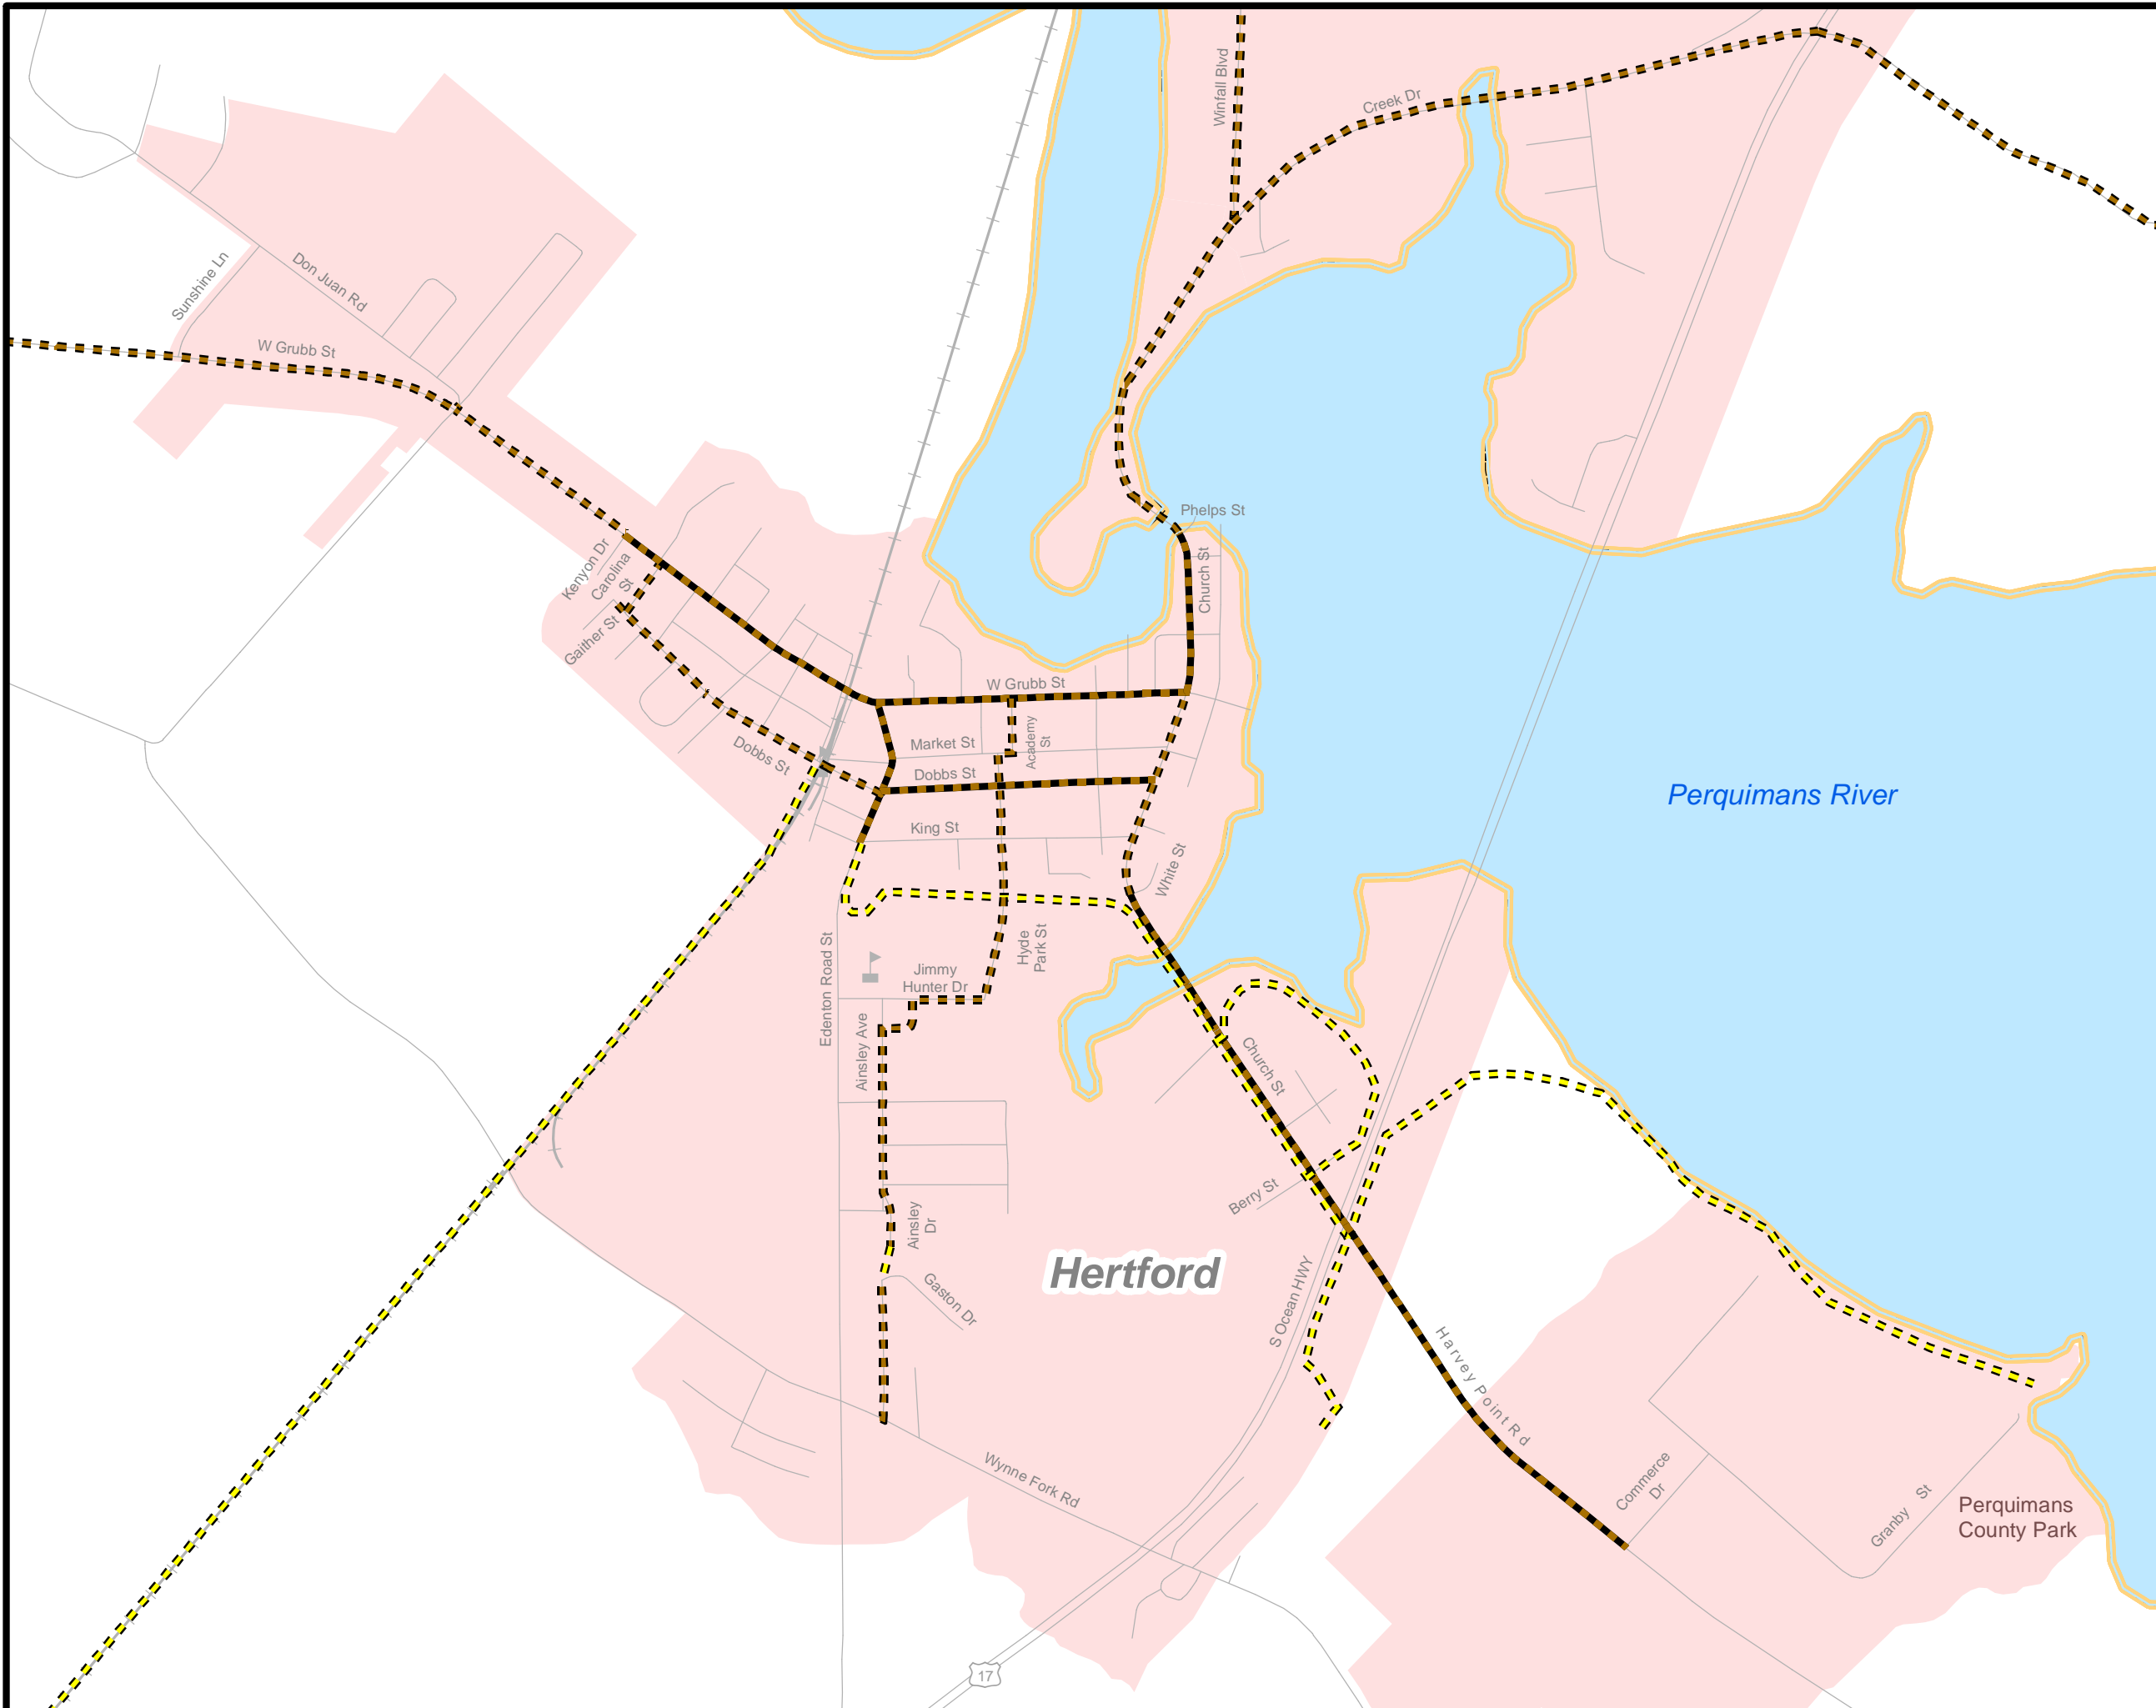 Winfall Blvd
Creek Dr
Sunshine Ln
Don Juan Rd
W Grubb St
Phelps St
Kenyon Dr
Carolina
St
Church St
Gaither St
W Grubb St
Academy
St
Market St
Dobbs St
Dobbs St
Perquimans River
King St
White St
Hyde
Park St
Edenton Road St
Jimmy
Hunter Dr
Ainsley Ave
Church St
Berry St
Ainsley
Dr
Hertford
Gaston Dr
S Ocean HWY
Harvey Point Rd
Wynne Fork Rd
Commerce
Dr
Granby St
Perquimans
County Park
17